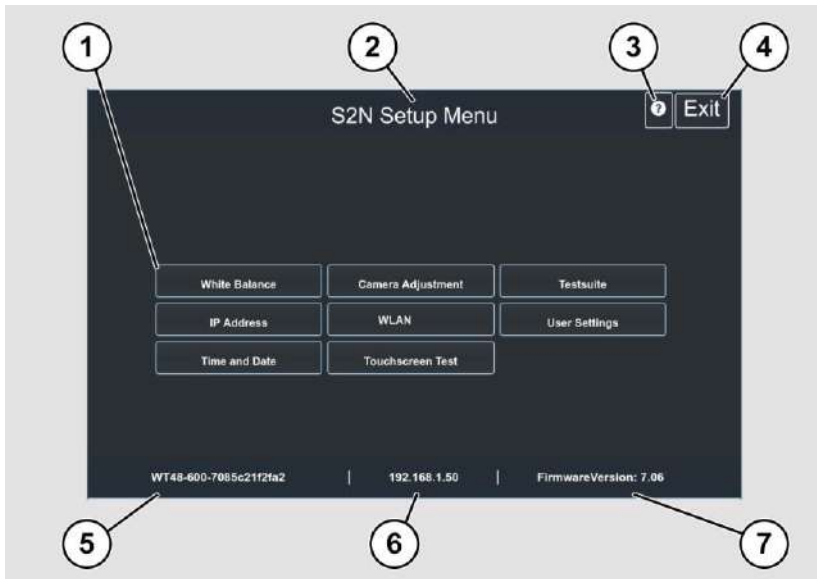 1 2 3 4
S2N Setup Menu ? Exit
White Balance Camera Adjustment Testsuite
IP Address WLAN User Settings
Time and Date Touchscreen Test
WT48-600-7085c21f2fa2 | 192.168.1.50 | FirmwareVersion: 7.06
5 6 7